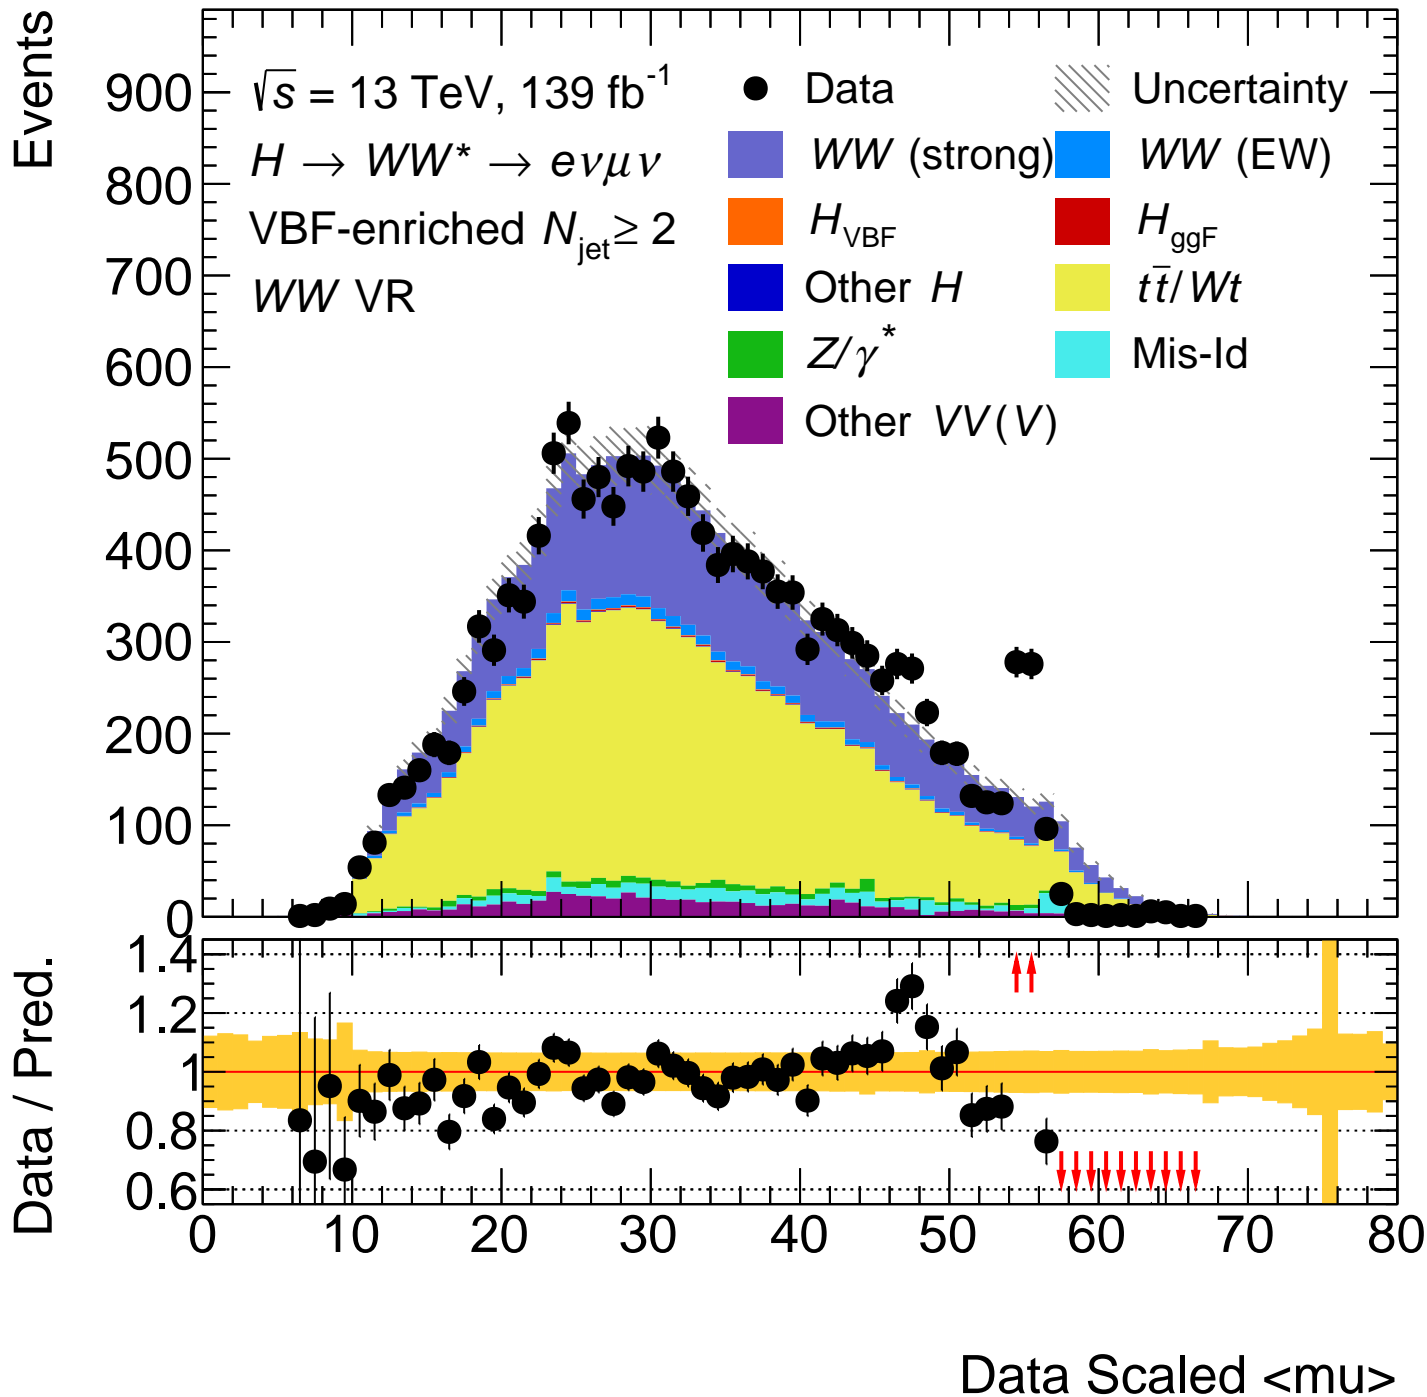 Events
900
800
700
600
500
400
300
200
100
0
√s = 13 TeV, 139 fb⁻¹
H → WW* → eνμν
VBF-enriched N_jet ≥ 2
WW VR
Data
Uncertainty
WW (strong)
WW (EW)
H_VBF
H_ggF
Other H
tt̄/Wt
Z/γ*
Mis-Id
Other VV(V)
Data / Pred.
1.4
1.2
1
0.8
0.6
0 10 20 30 40 50 60 70 80
Data Scaled <mu>